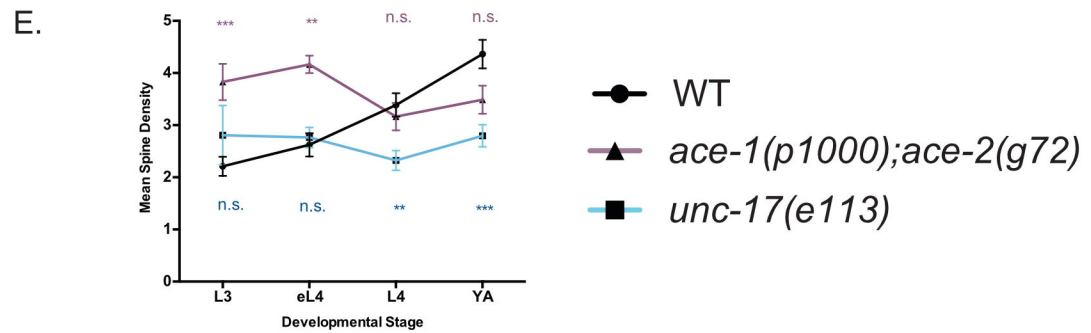 E.
5
4
3
2
1
0
Mean Spine Density
*** ** n.s. n.s.
n.s. n.s. ** ***
L3 eL4 L4 YA
Developmental Stage
WT
ace-1(p1000);ace-2(g72)
unc-17(e113)